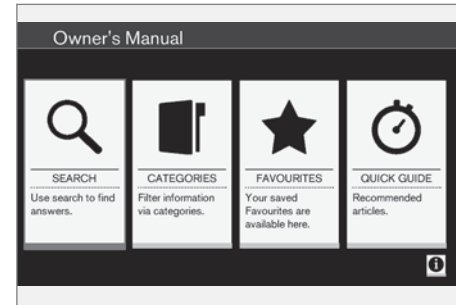 Owner's Manual
SEARCH
Use search to find
answers.
CATEGORIES
Filter information
via categories.
FAVOURITES
Your saved
Favourites are
available here.
QUICK GUIDE
Recommended
articles.
i